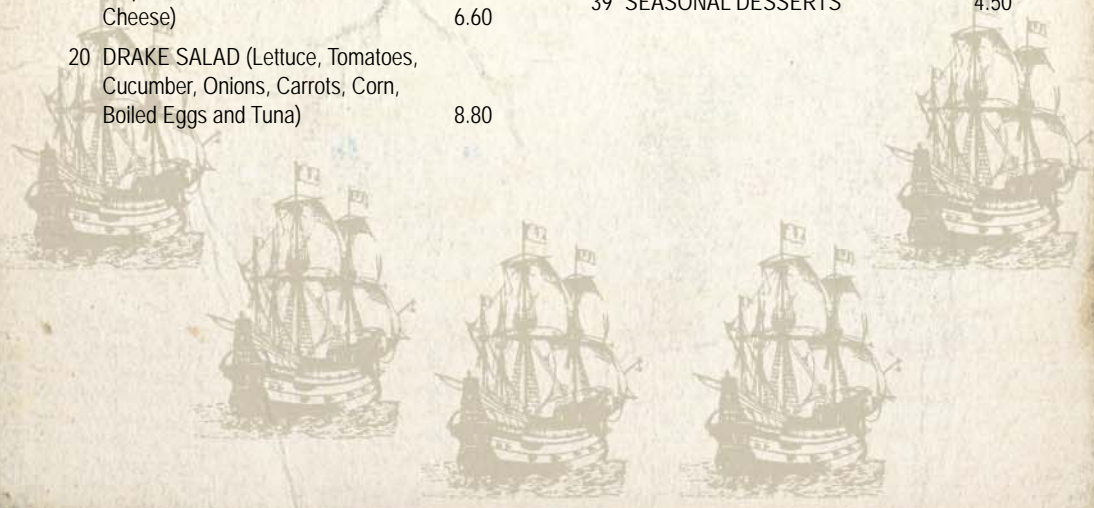 Cheese) 6.60
20 DRAKE SALAD (Lettuce, Tomatoes,
Cucumber, Onions, Carrots, Corn,
Boiled Eggs and Tuna) 8.80
39 SEASONAL DESSERTS 4.50